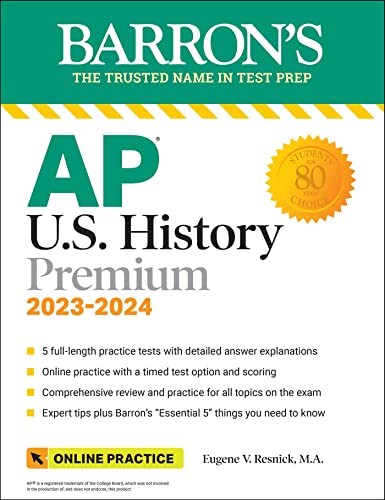 BARRON'S
THE TRUSTED NAME IN TEST PREP
AP®
U.S. History
Premium
2023-2024
STUDENTS'
FOR
80
YEARS
CHOICE
5 full-length practice tests with detailed answer explanations
Online practice with a timed test option and scoring
Comprehensive review and practice for all topics on the exam
Expert tips plus Barron's “Essential 5” things you need to know
ONLINE PRACTICE
Eugene V. Resnick, M.A.
AP® is a registered trademark of the College Board, which was not involved
in the production of, and does not endorse, this product.